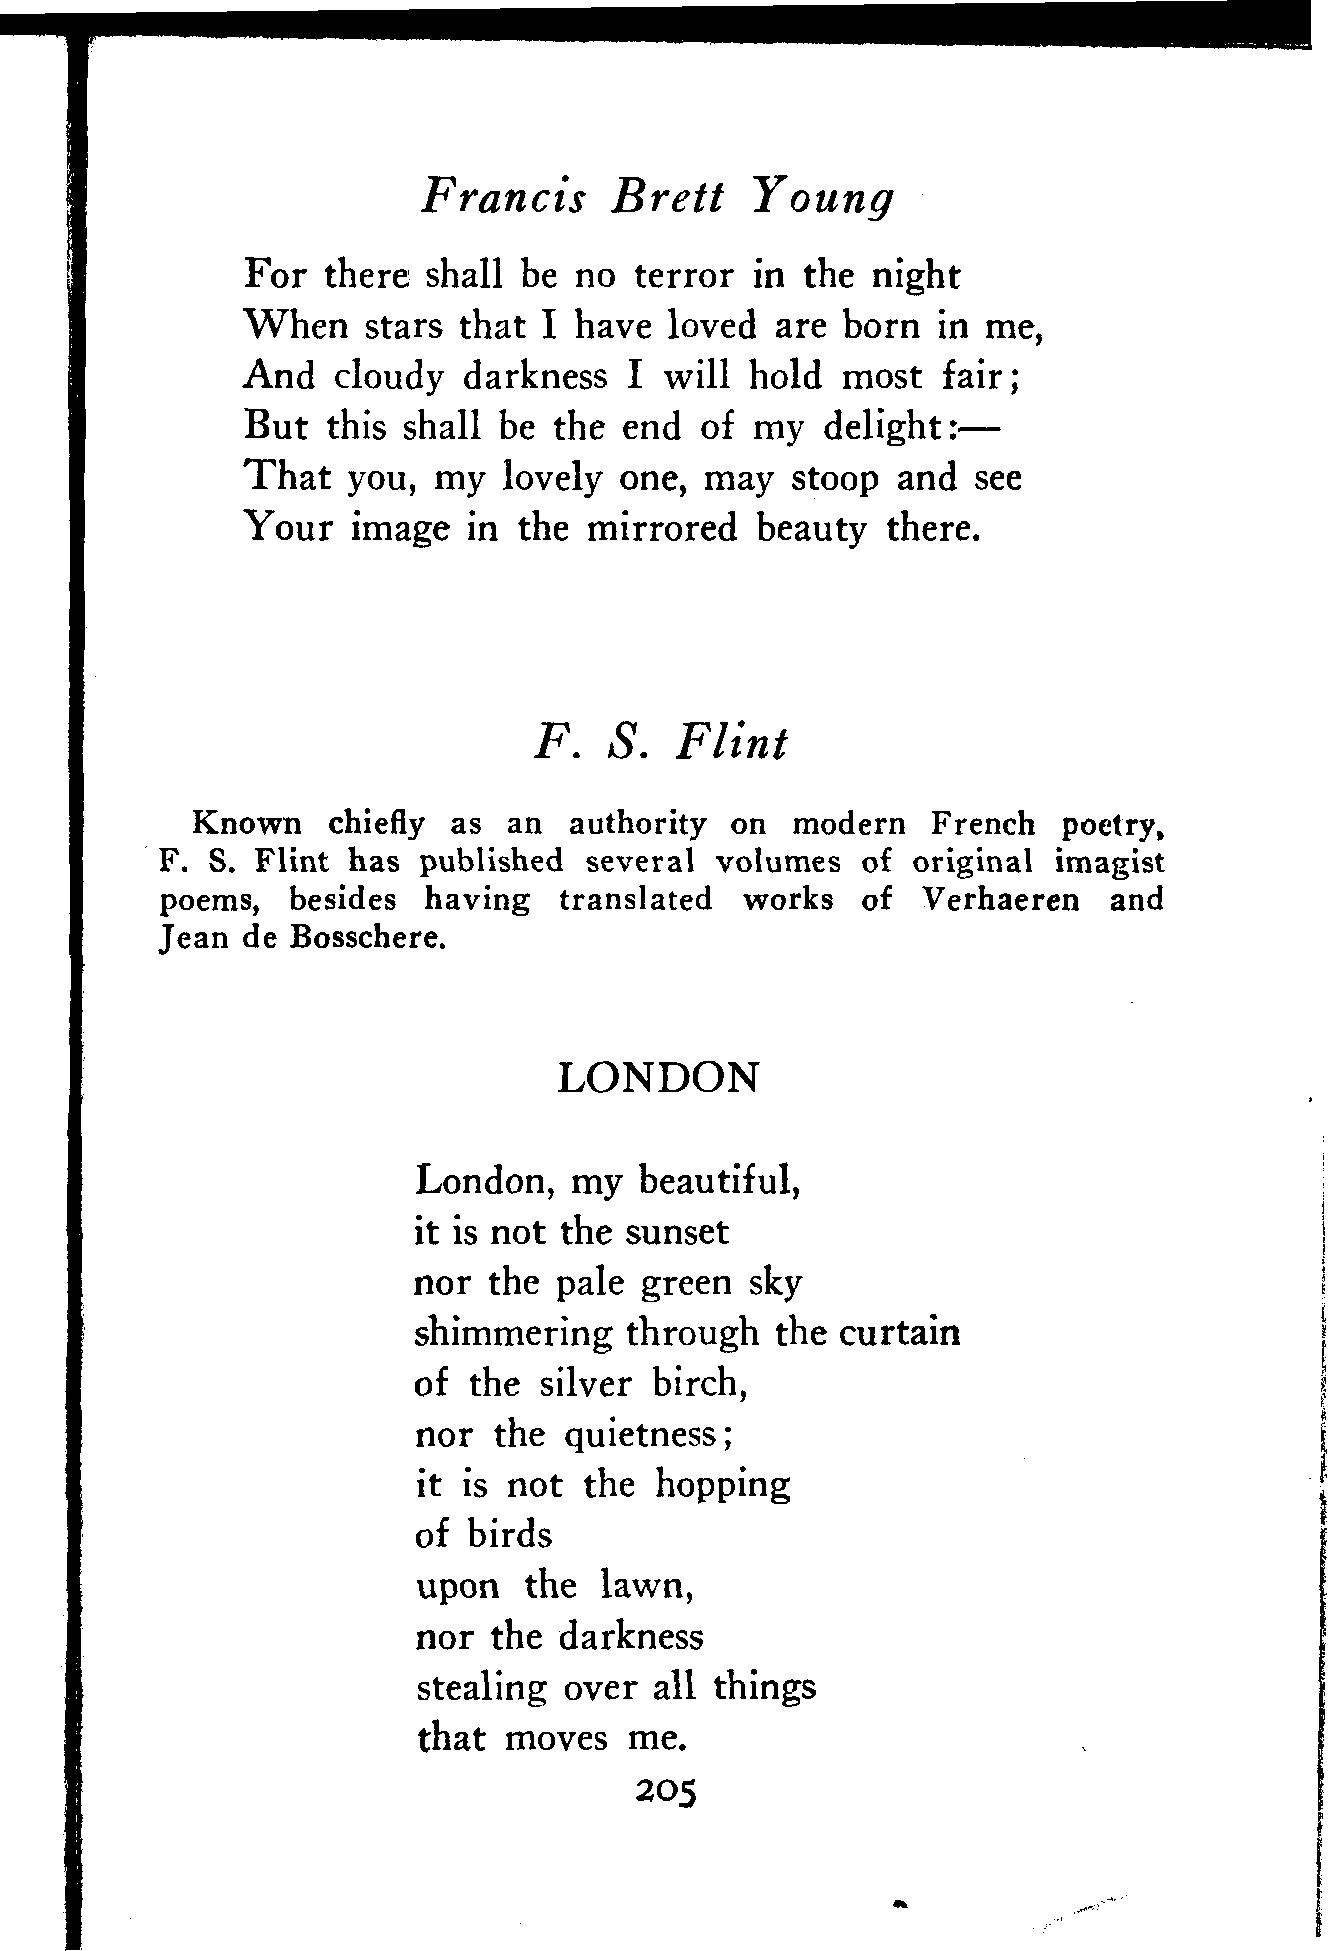 Francis Brett Young
For there shall be no terror in the night
When stars that I have loved are born in me,
And cloudy darkness I will hold most fair;
But this shall be the end of my delight:—
That you, my lovely one, may stoop and see
Your image in the mirrored beauty there.
F. S. Flint
Known chiefly as an authority on modern French poetry,
F. S. Flint has published several volumes of original imagist
poems, besides having translated works of Verhaeren and
Jean de Bosschere.
LONDON
London, my beautiful,
it is not the sunset
nor the pale green sky
shimmering through the curtain
of the silver birch,
nor the quietness;
it is not the hopping
of birds
upon the lawn,
nor the darkness
stealing over all things
that moves me.
205